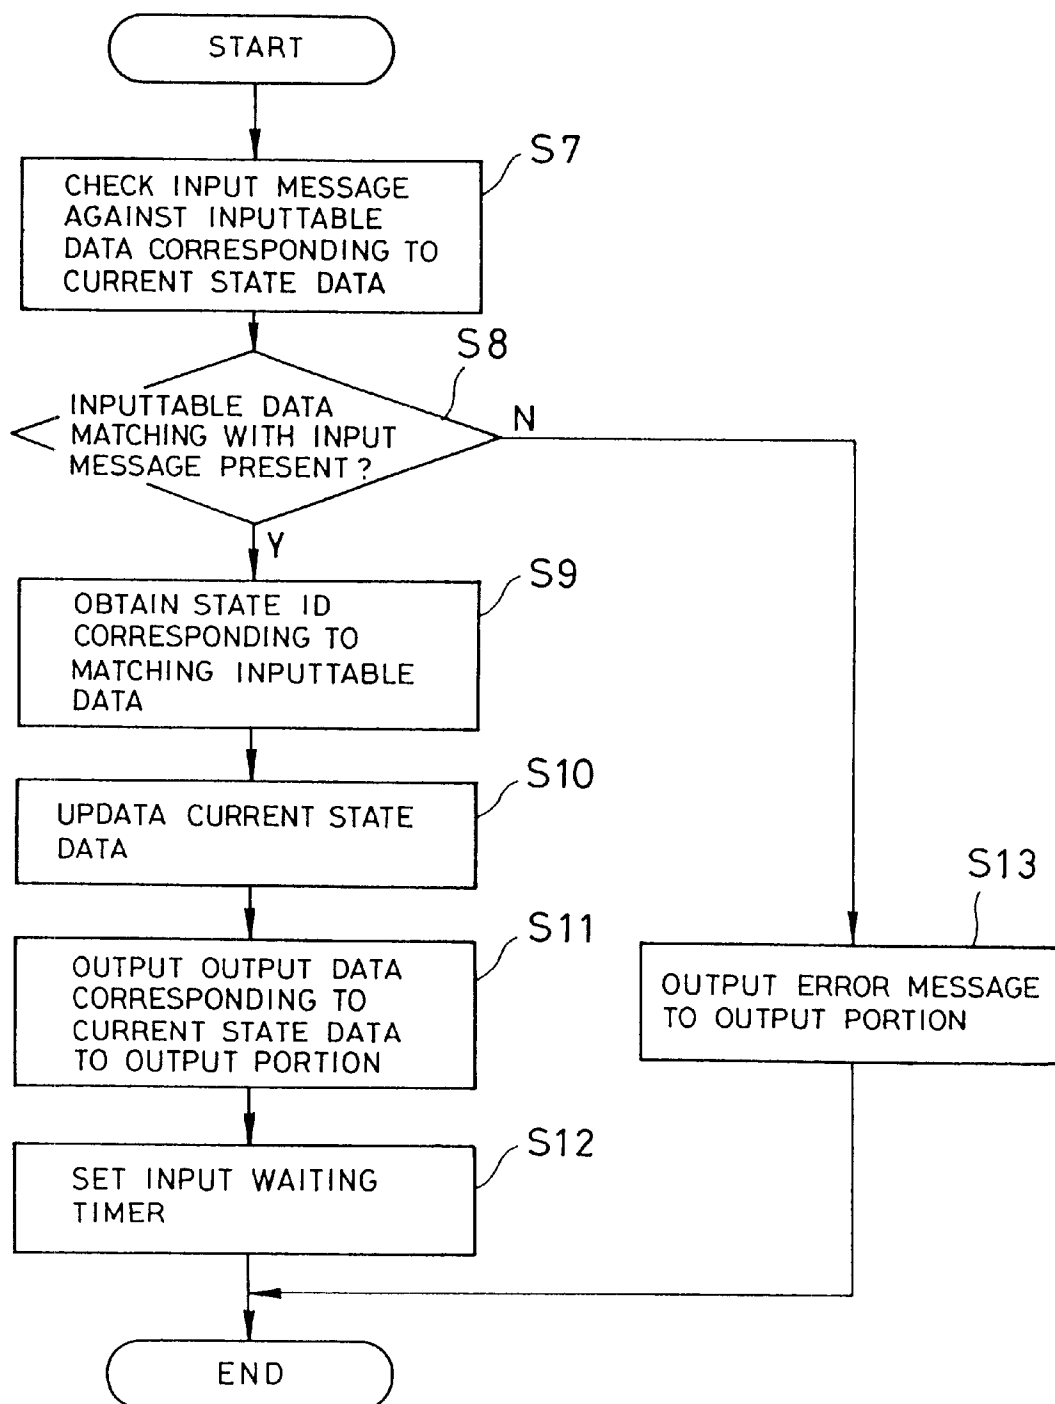 START
S7
CHECK INPUT MESSAGE
AGAINST INPUTTABLE
DATA CORRESPONDING TO
CURRENT STATE DATA
S8
INPUTTABLE DATA
MATCHING WITH INPUT
MESSAGE PRESENT?
N
Y
S9
OBTAIN STATE ID
CORRESPONDING TO
MATCHING INPUTTABLE
DATA
S10
UPDATA CURRENT STATE
DATA
S11
OUTPUT OUTPUT DATA
CORRESPONDING TO
CURRENT STATE DATA
TO OUTPUT PORTION
S13
OUTPUT ERROR MESSAGE
TO OUTPUT PORTION
S12
SET INPUT WAITING
TIMER
END